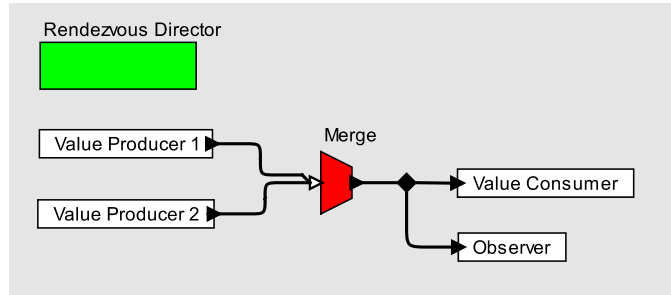 Rendezvous Director
Merge
Value Producer 1
Value Producer 2
Value Consumer
Observer